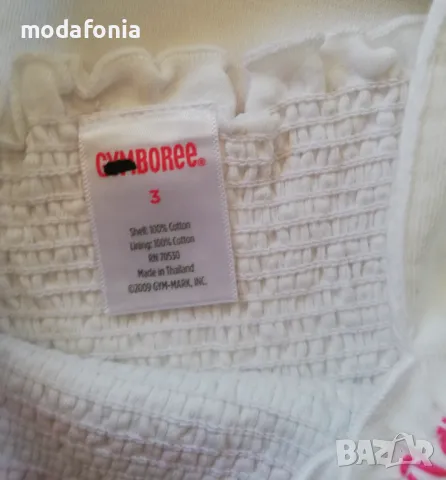 modafonia
GYMBOREE®
3
Shell: 100% Cotton
Lining: 100% Cotton
RN 70530
Made in Thailand
©2009 GYM-MARK, INC.
BAZAR